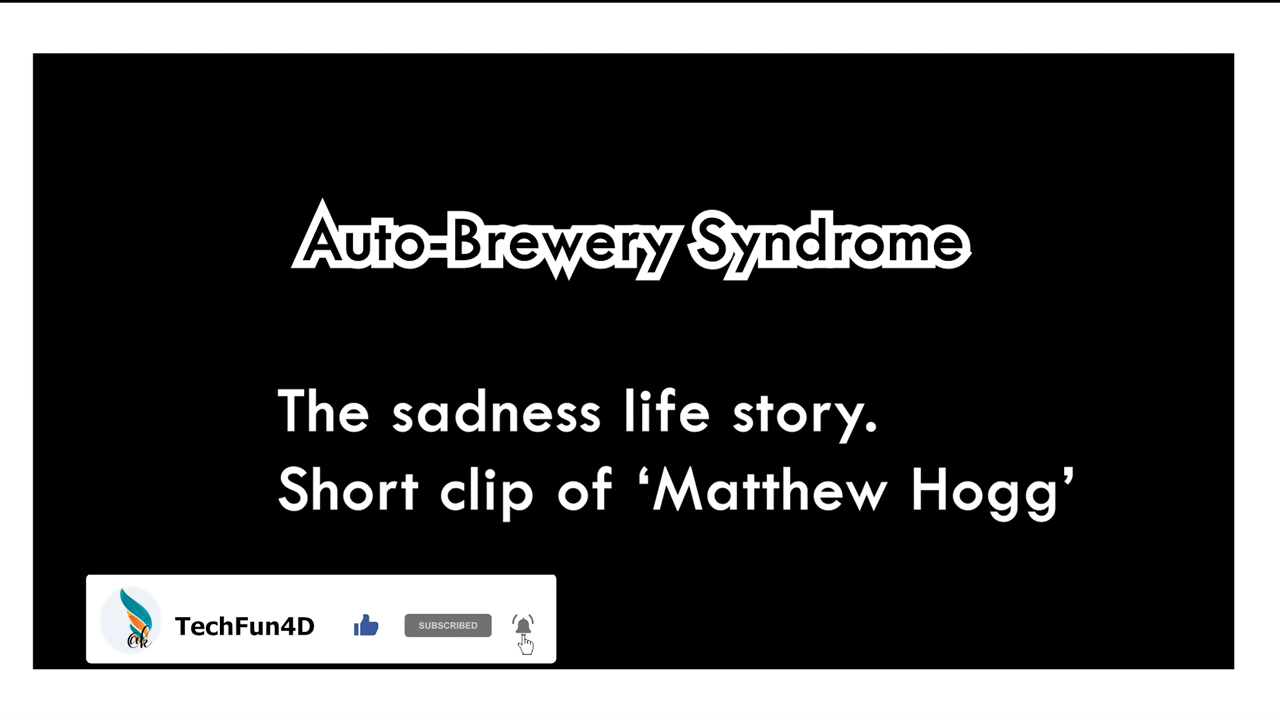 Auto-Brewery Syndrome
The sadness life story.
Short clip of ‘Matthew Hogg’
@k
TechFun4D
SUBSCRIBED